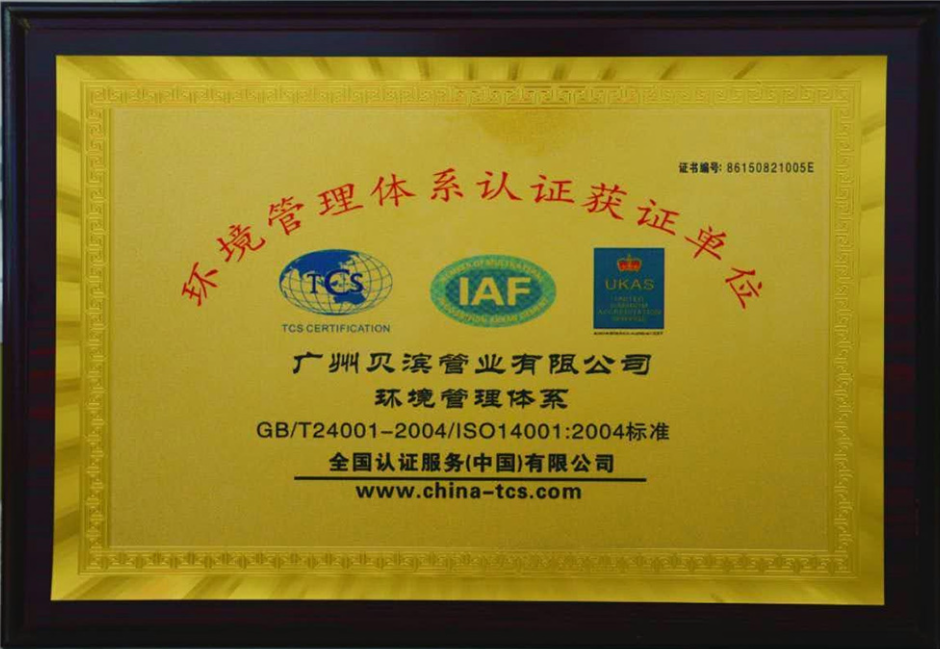 证书编号: 86150821005E
环境管理体系认证获证单位
TCS
TCS CERTIFICATION
IAF
UKAS
广州贝滨管业有限公司
环境管理体系
GB/T24001-2004/ISO14001:2004标准
全国认证服务(中国)有限公司
www.china-tcs.com